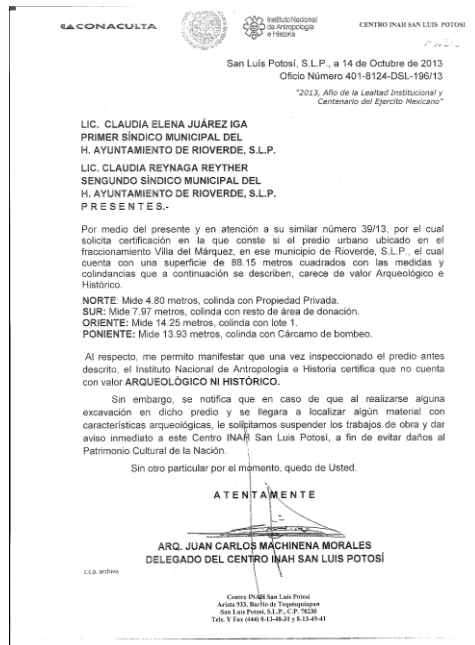 CONACULTA
Instituto Nacional
de Antropología
e Historia
CENTRO INAH SAN LUIS POTOSI
San Luis Potosí, S.L.P., a 14 de Octubre de 2013
Oficio Número 401-8124-DSL-196/13
"2013, Año de la Lealtad Institucional y
Centenario del Ejercito Mexicano"
LIC. CLAUDIA ELENA JUÁREZ IGA
PRIMER SÍNDICO MUNICIPAL DEL
H. AYUNTAMIENTO DE RIOVERDE, S.L.P.
LIC. CLAUDIA REYNAGA REYTHER
SENGUNDO SÍNDICO MUNICIPAL DEL
H. AYUNTAMIENTO DE RIOVERDE, S.L.P.
P R E S E N T E S.-
Por medio del presente y en atención a su similar número 39/13, por el cual
solicita certificación en la que conste si el predio urbano ubicado en el
fraccionamiento Villa del Márquez, en ese municipio de Rioverde, S.L.P., el cual
cuenta con una superficie de 88.15 metros cuadrados con las medidas y
colindancias que a continuación se describen, carece de valor Arqueológico e
Histórico.
NORTE: Mide 4.80 metros, colinda con Propiedad Privada.
SUR: Mide 7.97 metros, colinda con resto de área de donación.
ORIENTE: Mide 14.25 metros, colinda con lote 1.
PONIENTE: Mide 13.93 metros, colinda con Cárcamo de bombeo.
Al respecto, me permito manifestar que una vez inspeccionado el predio antes
descrito, el Instituto Nacional de Antropología e Historia certifica que no cuenta
con valor ARQUEOLÓGICO NI HISTÒRICO.
Sin embargo, se notifica que en caso de que al realizarse alguna
excavación en dicho predio y se llegara a localizar algún material con
características arqueológicas, le solicitamos suspender los trabajos de obra y dar
aviso inmediato a este Centro INAH San Luis Potosí, a fin de evitar daños al
Patrimonio Cultural de la Nación.
Sin otro particular por el momento, quedo de Usted.
A T E N T A M E N T E
ARQ. JUAN CARLOS MACHINENA MORALES
DELEGADO DEL CENTRO INAH SAN LUIS POTOSÍ
c.c.p. archivo
Centro INAH San Luis Potosí
Arista 933, Barrio de Tequisquiapan
San Luis Potosí, S.L.P., C.P. 78230
Tels. Y Fax (444) 8-13-48-31 y 8-13-49-41